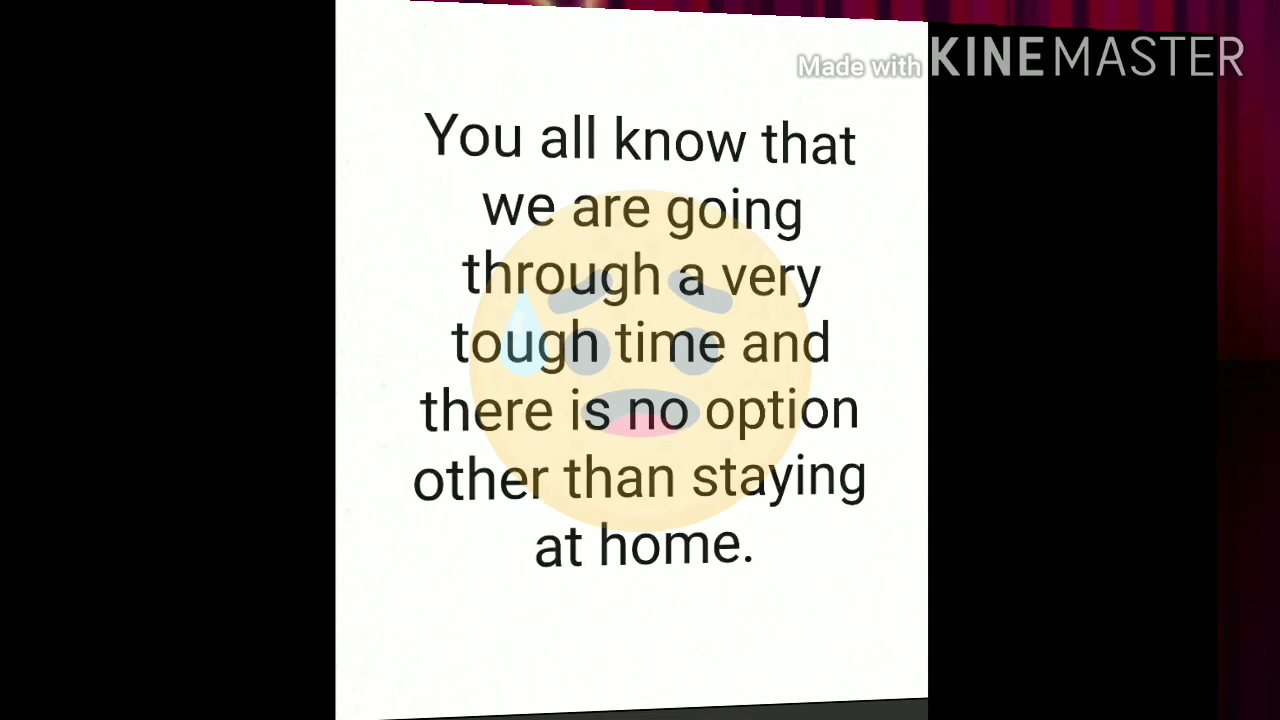 Made with KINEMASTER
You all know that
we are going
through a very
tough time and
there is no option
other than staying
at home.